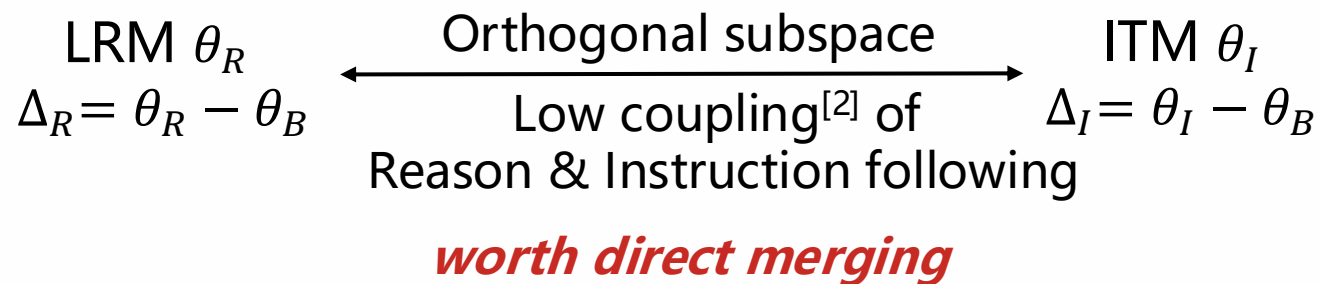 LRM θ_R
Δ_R = θ_R − θ_B
Orthogonal subspace
Low coupling[2] of
Reason & Instruction following
ITM θ_I
Δ_I = θ_I − θ_B
worth direct merging